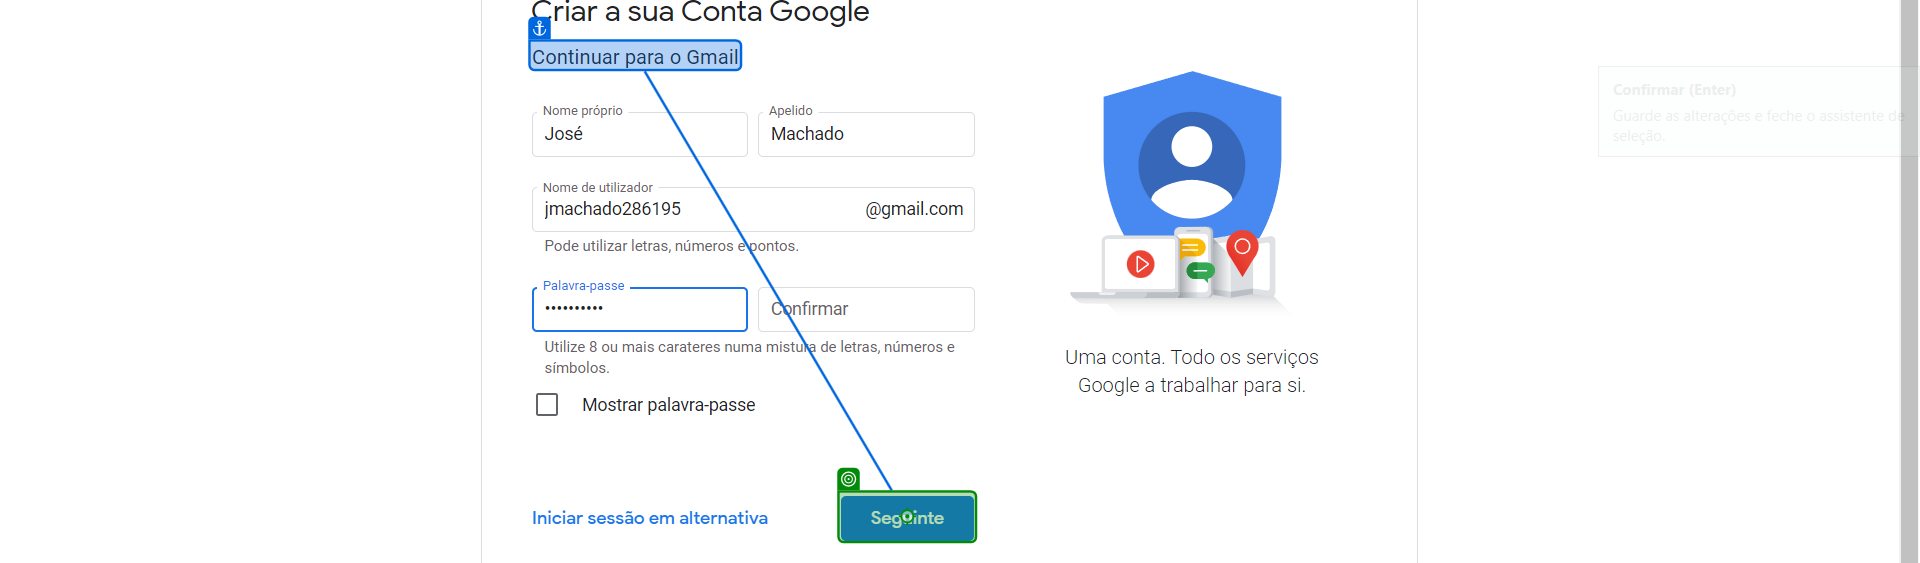 Criar a sua Conta Google
Continuar para o Gmail
Nome próprio
José
Apelido
Machado
Nome de utilizador
jmachado286195
@gmail.com
Pode utilizar letras, números e pontos.
Palavra-passe
••••••••••
Confirmar
Utilize 8 ou mais carateres numa mistura de letras, números e
símbolos.
Mostrar palavra-passe
Iniciar sessão em alternativa
Seguinte
Uma conta. Todo os serviços
Google a trabalhar para si.
Confirmar (Enter)
Guarde as alterações e feche o assistente de
seleção.